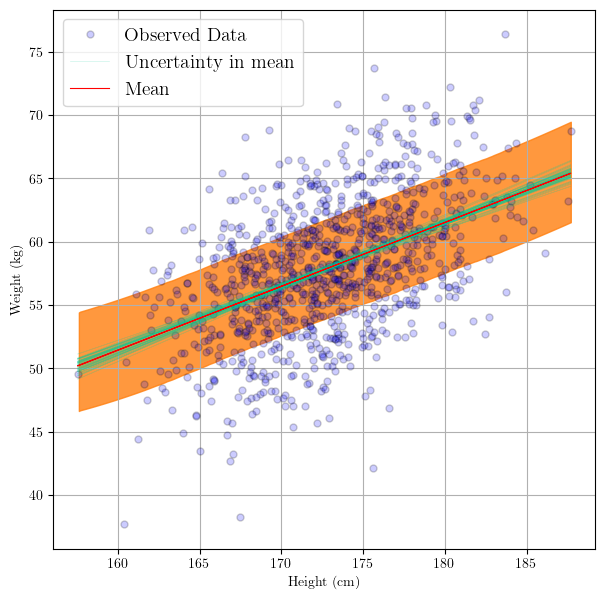 Observed Data
Uncertainty in mean
Mean
75
70
65
60
55
50
45
40
Weight (kg)
160 165 170 175 180 185
Height (cm)